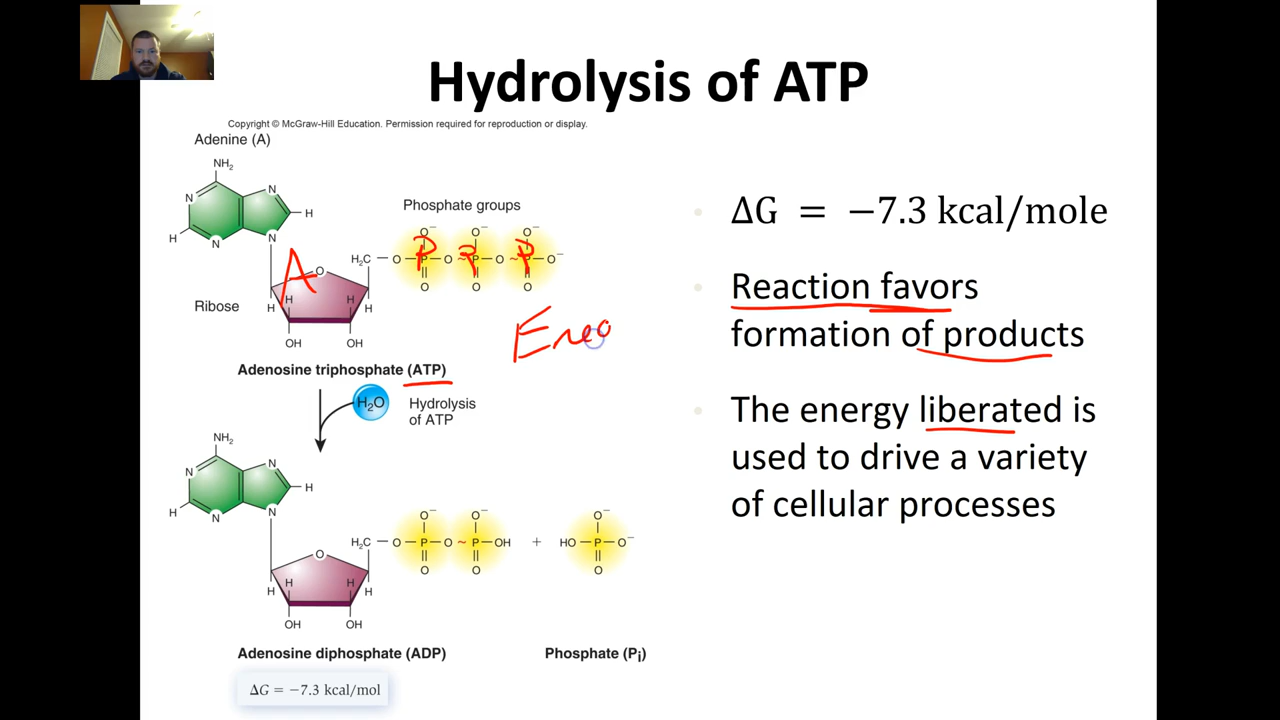 Hydrolysis of ATP
Copyright © McGraw-Hill Education. Permission required for reproduction or display.
Adenine (A)
NH2
N
N
H
H
N
N
Phosphate groups
O−
O−
O−
H2C
O
P
O
~
P
O
~
P
O−
O
O
O
P
P
P
A
O
Ribose
H
H
H
H
OH
OH
Adenosine triphosphate (ATP)
H2O
Hydrolysis
of ATP
NH2
N
N
H
H
N
N
O−
O−
O−
H2C
O
P
O
~
P
OH
+
HO
P
O−
O
O
O
O
H
H
H
H
OH
OH
Adenosine diphosphate (ADP)
Phosphate (Pi)
ΔG = −7.3 kcal/mol
ΔG = −7.3 kcal/mole
Reaction favors
formation of products
The energy liberated is
used to drive a variety
of cellular processes